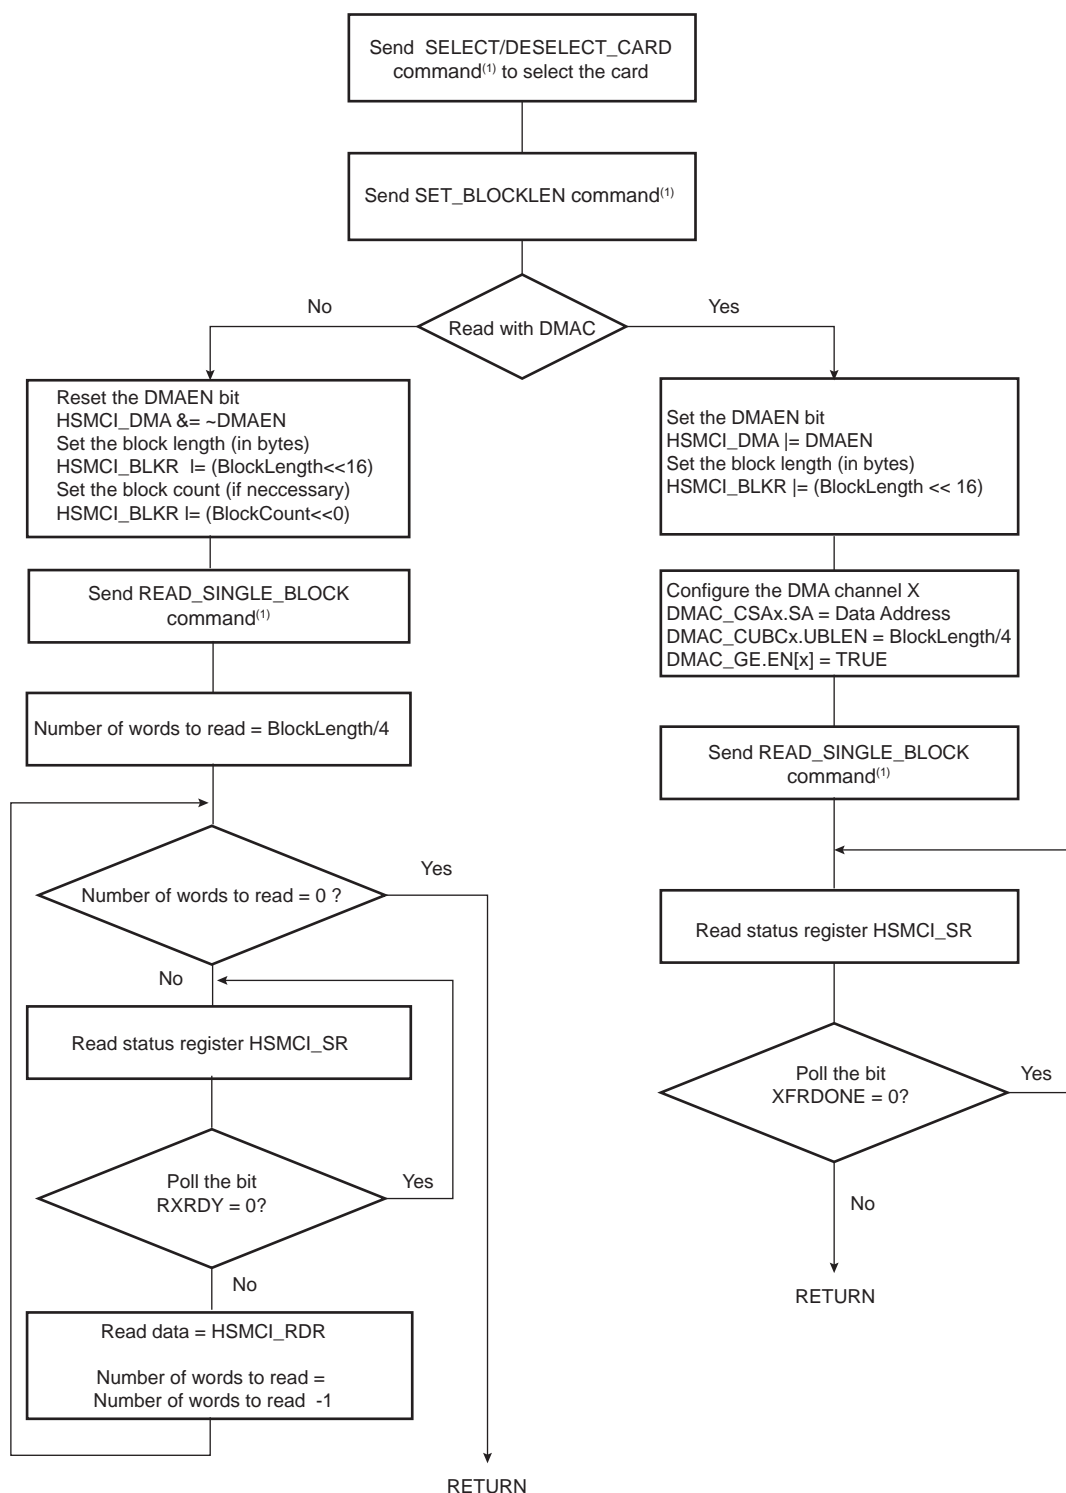 Send SELECT/DESELECT_CARD
command(1) to select the card
Send SET_BLOCKLEN command(1)
No
Yes
Read with DMAC
Reset the DMAEN bit
HSMCI_DMA &= ~DMAEN
Set the block length (in bytes)
HSMCI_BLKR l= (BlockLength<<16)
Set the block count (if neccessary)
HSMCI_BLKR l= (BlockCount<<0)
Send READ_SINGLE_BLOCK
command(1)
Number of words to read = BlockLength/4
Number of words to read = 0 ?
Yes
No
Read status register HSMCI_SR
Poll the bit
RXRDY = 0?
Yes
No
Read data = HSMCI_RDR
Number of words to read =
Number of words to read -1
RETURN
Set the DMAEN bit
HSMCI_DMA |= DMAEN
Set the block length (in bytes)
HSMCI_BLKR |= (BlockLength << 16)
Configure the DMA channel X
DMAC_CSAx.SA = Data Address
DMAC_CUBCx.UBLEN = BlockLength/4
DMAC_GE.EN[x] = TRUE
Send READ_SINGLE_BLOCK
command(1)
Read status register HSMCI_SR
Poll the bit
XFRDONE = 0?
Yes
No
RETURN